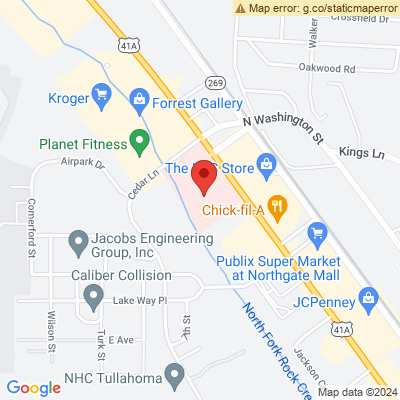 Map error: g.co/staticmaperror
Crossfield Dr
Walker
Oakwood Rd
41A
269
Kroger
Forrest Gallery
N Washington St
Kings Ln
Planet Fitness
Airpark Dr
Cedar Ln
The
Store
Chick-fil-A
Comerford St
Jacobs Engineering
Group, Inc
Publix Super Market
at Northgate Mall
Caliber Collision
Lake Way Pl
JCPenney
41A
Wilson St
Turk St
E Ave
1st St
North Fork Rock Cre
Jackson
NHC Tullahoma
Google
Map data ©2024